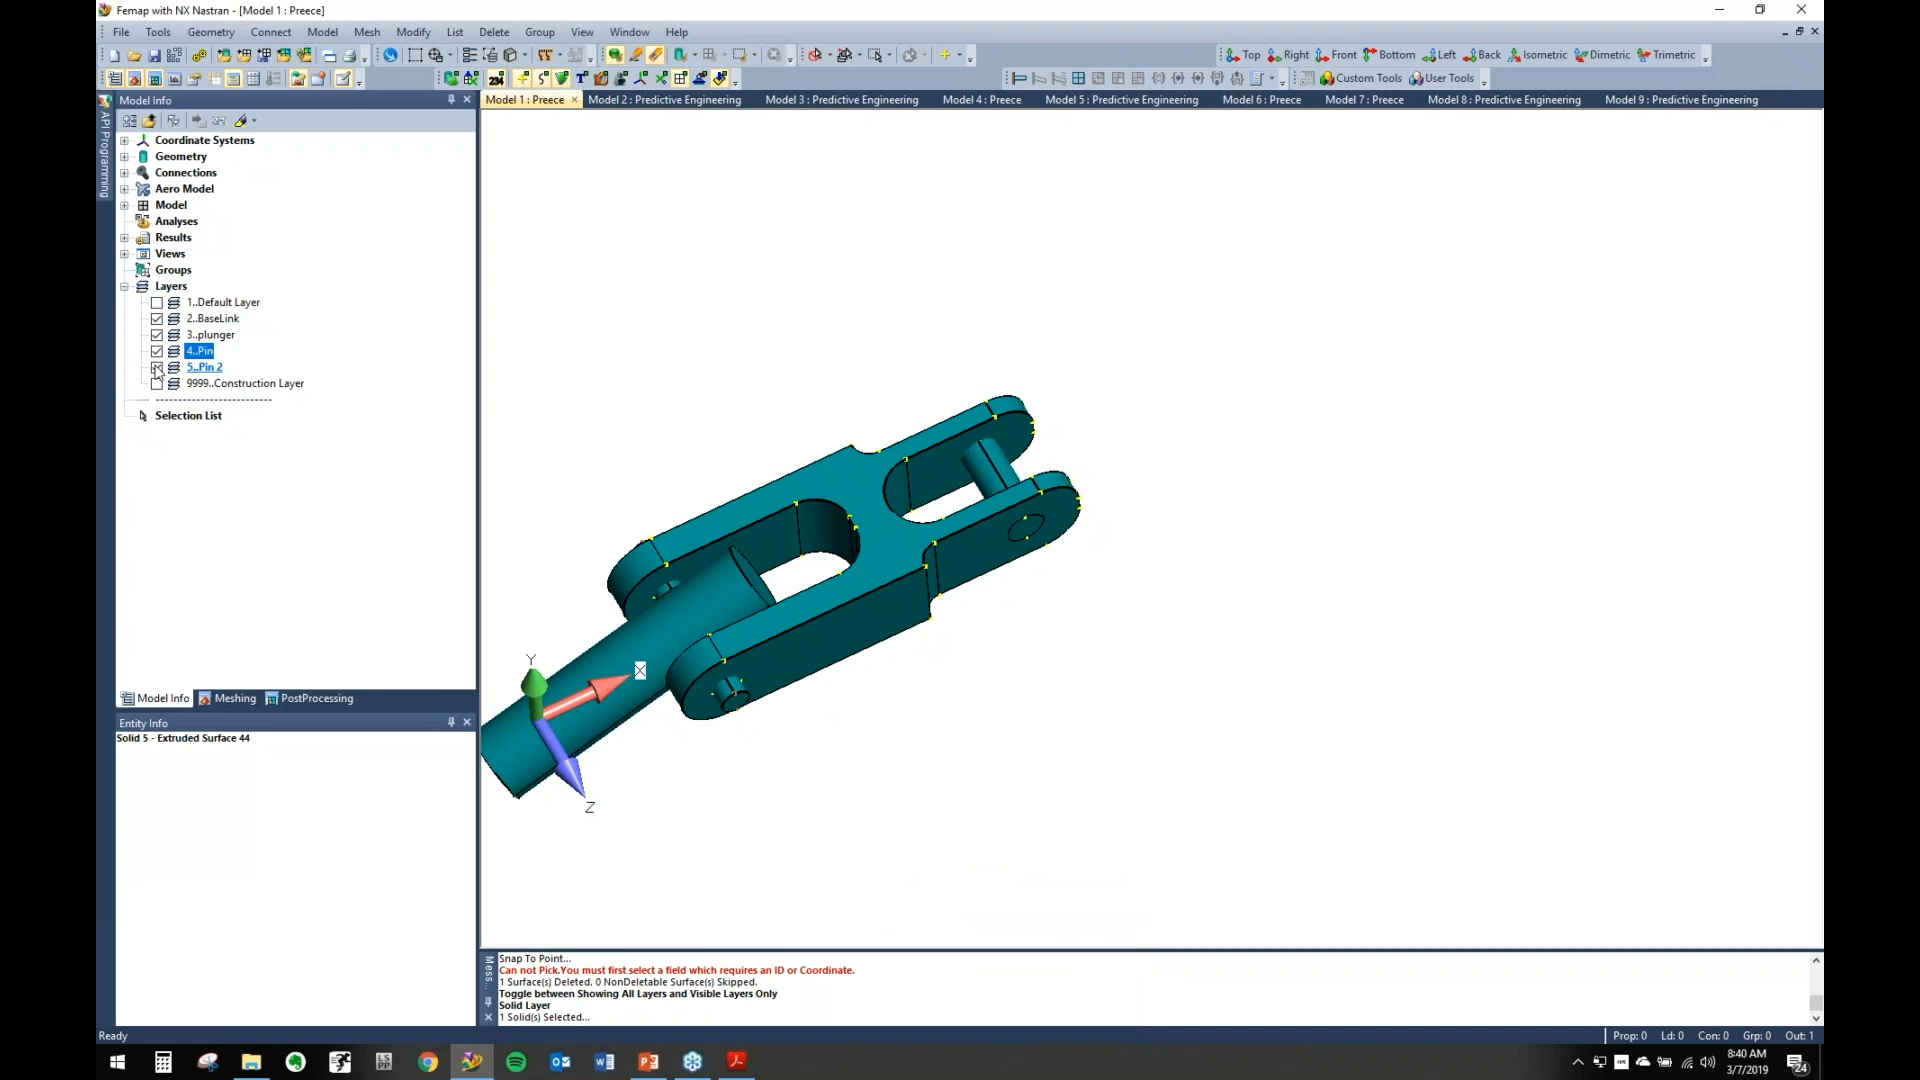 Femap with NX Nastran - [Model 1 : Preece]
File Tools Geometry Connect Model Mesh Modify List Delete Group View Window Help
Top Right Front Bottom Left Back Isometric Dimetric Trimetric
234 Custom Tools User Tools
Model Info
Model 1 : Preece Model 2 : Predictive Engineering Model 3 : Predictive Engineering Model 4 : Preece Model 5 : Predictive Engineering Model 6 : Preece Model 7 : Preece Model 8 : Predictive Engineering Model 9 : Predictive Engineering
API Programming
Coordinate Systems
Geometry
Connections
Aero Model
Model
Analyses
Results
Views
Groups
Layers
1..Default Layer
2..BaseLink
3..plunger
4..Pin
5..Pin 2
9999..Construction Layer
Selection List
Y
X
Z
Model Info Meshing PostProcessing
Entity Info
Solid 5 - Extruded Surface 44
Mess...
Snap To Point...
Can not Pick.You must first select a field which requires an ID or Coordinate.
1 Surface(s) Deleted. 0 NonDeletable Surface(s) Skipped.
Toggle between Showing All Layers and Visible Layers Only
Solid Layer
1 Solid(s) Selected...
Ready
Prop: 0 Ld: 0 Con: 0 Grp: 0 Out: 1
LS PP
8:40 AM
3/7/2019
24